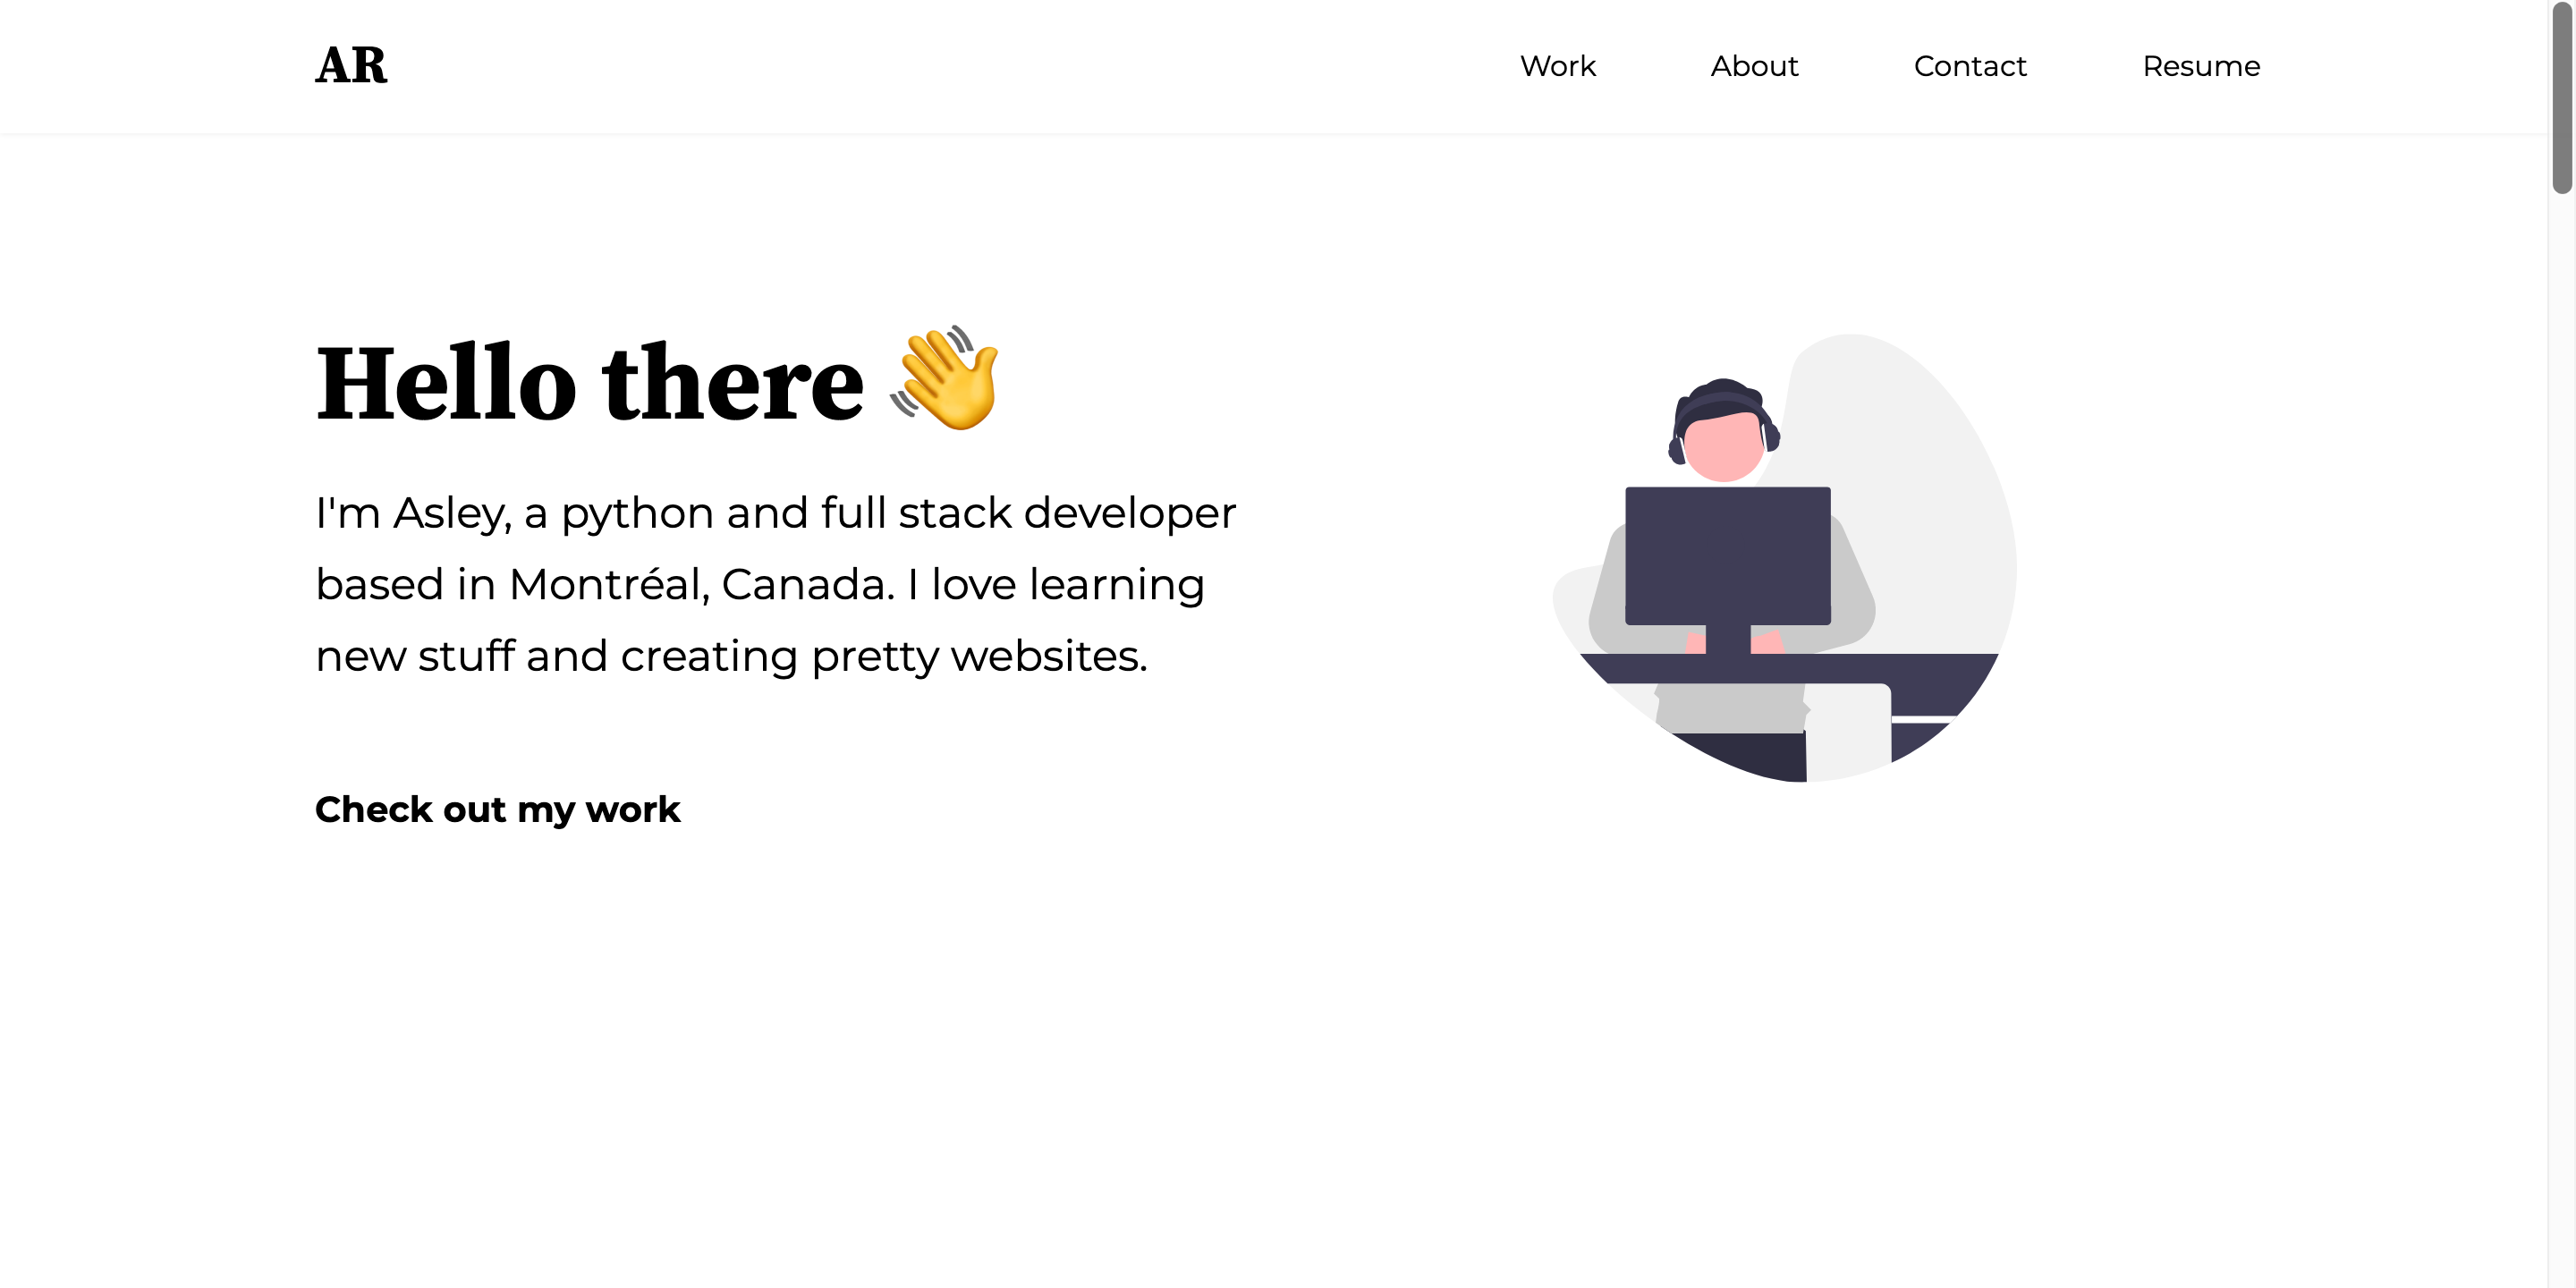 AR
Work About Contact Resume
Hello there 👋
I'm Asley, a python and full stack developer
based in Montréal, Canada. I love learning
new stuff and creating pretty websites.
Check out my work